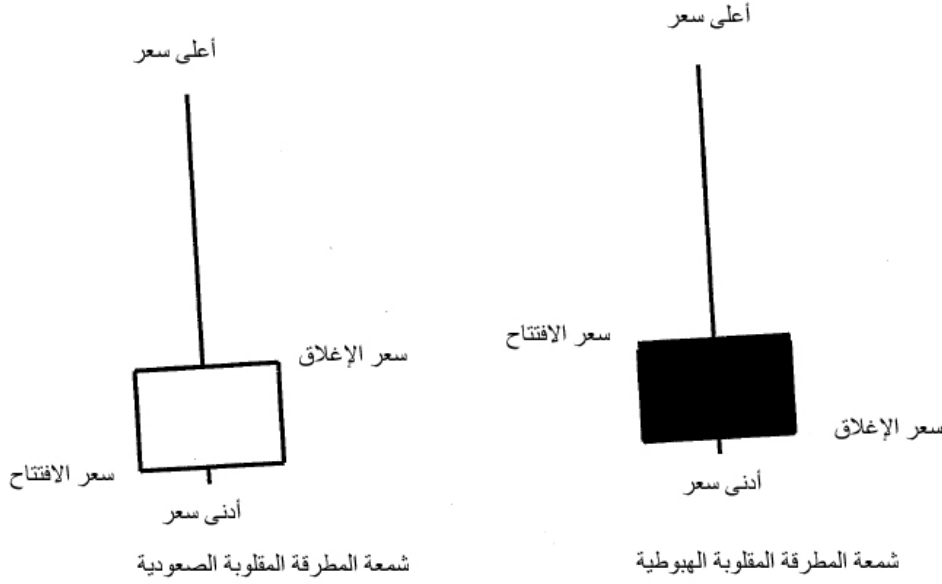 أعلى سعر
سعر الافتتاح
سعر الإغلاق
أدنى سعر
شمعة المطرقة المقلوبة الهبوطية
أعلى سعر
سعر الإغلاق
سعر الافتتاح
أدنى سعر
شمعة المطرقة المقلوبة الصعودية